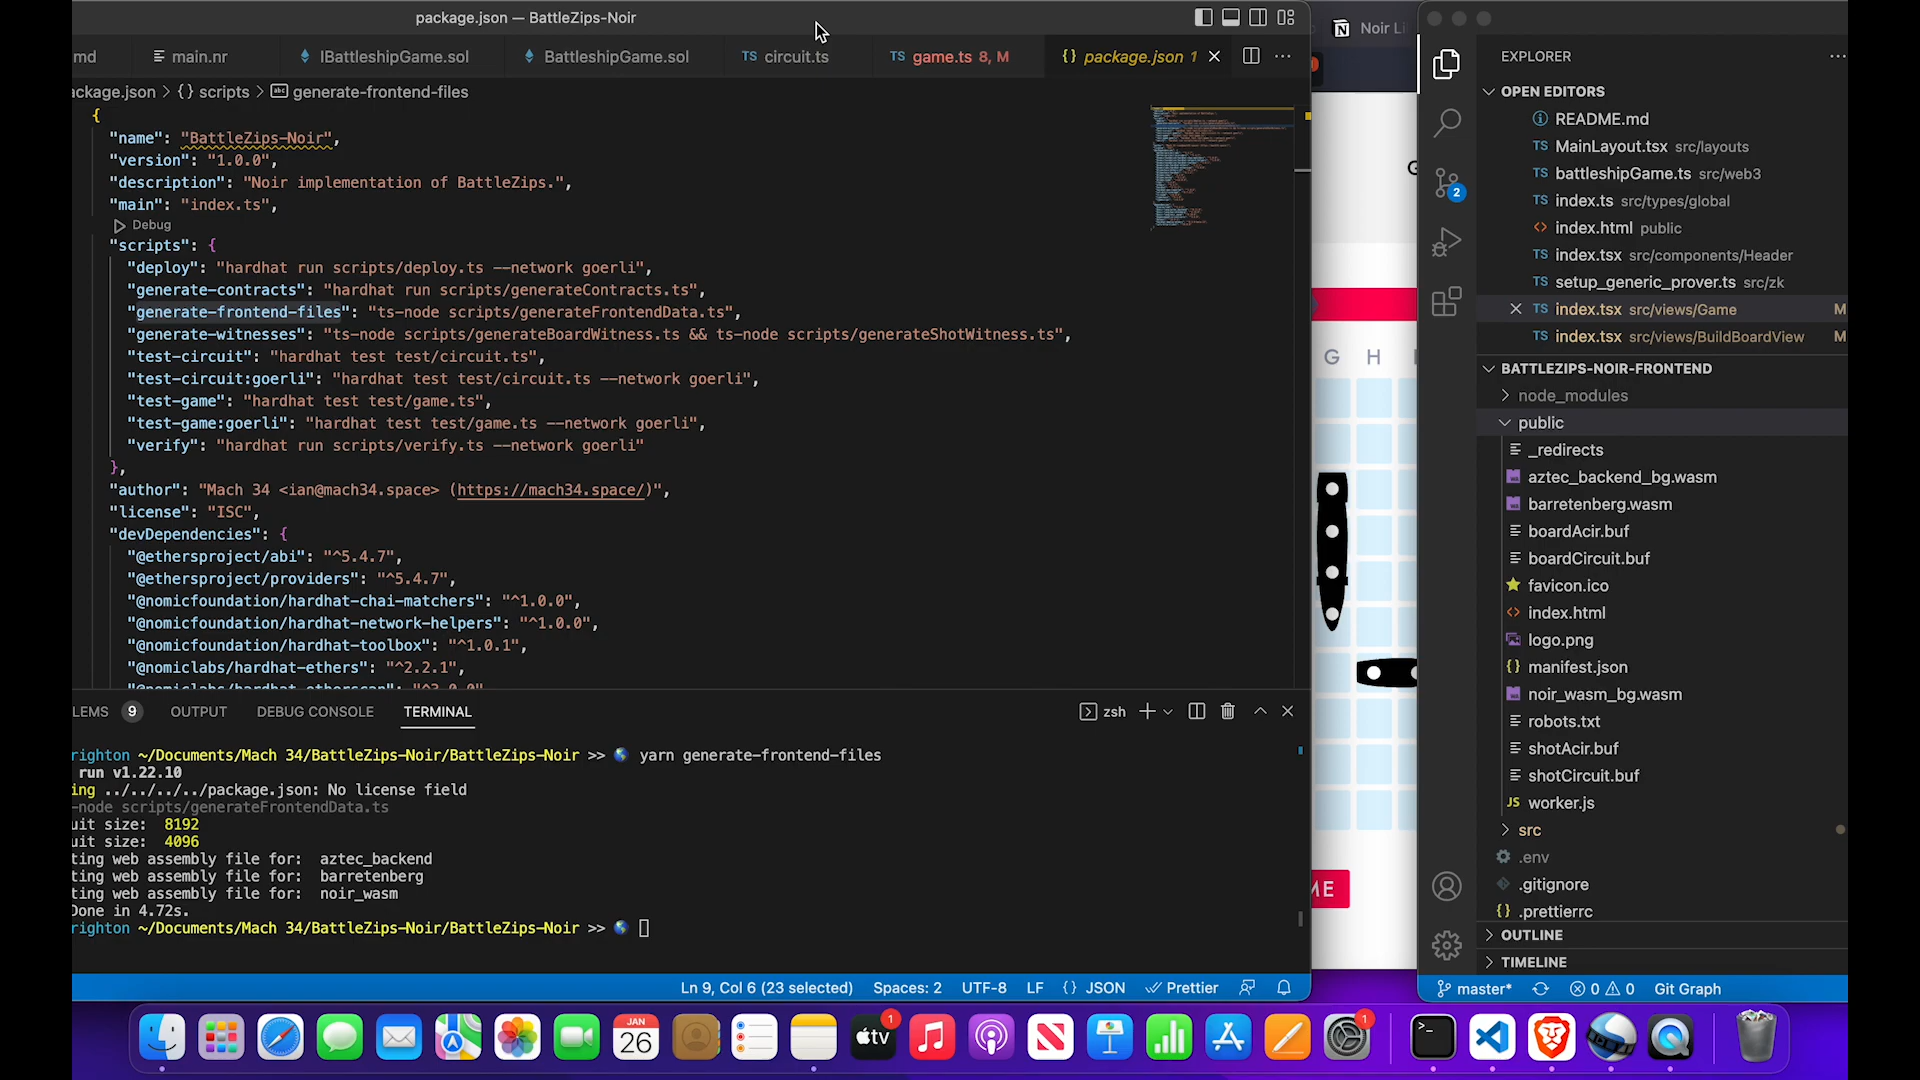 package.json — BattleZips-Noir
Noir Li
md
main.nr
IBattleshipGame.sol
BattleshipGame.sol
TS circuit.ts
TS game.ts 8, M
{} package.json 1
ackage.json > {} scripts > generate-frontend-files
{
"name": "BattleZips-Noir",
"version": "1.0.0",
"description": "Noir implementation of BattleZips.",
"main": "index.ts",
Debug
"scripts": {
"deploy": "hardhat run scripts/deploy.ts --network goerli",
"generate-contracts": "hardhat run scripts/generateContracts.ts",
"generate-frontend-files": "ts-node scripts/generateFrontendData.ts",
"generate-witnesses": "ts-node scripts/generateBoardWitness.ts && ts-node scripts/generateShotWitness.ts",
"test-circuit": "hardhat test test/circuit.ts",
"test-circuit:goerli": "hardhat test test/circuit.ts --network goerli",
"test-game": "hardhat test test/game.ts",
"test-game:goerli": "hardhat test test/game.ts --network goerli",
"verify": "hardhat run scripts/verify.ts --network goerli"
},
"author": "Mach 34 <ian@mach34.space> (https://mach34.space/)",
"license": "ISC",
"devDependencies": {
"@ethersproject/abi": "^5.4.7",
"@ethersproject/providers": "^5.4.7",
"@nomicfoundation/hardhat-chai-matchers": "^1.0.0",
"@nomicfoundation/hardhat-network-helpers": "^1.0.0",
"@nomicfoundation/hardhat-toolbox": "^1.0.1",
"@nomiclabs/hardhat-ethers": "^2.2.1",
LEMS 9
OUTPUT
DEBUG CONSOLE
TERMINAL
zsh
righton ~/Documents/Mach 34/BattleZips-Noir/BattleZips-Noir >> yarn generate-frontend-files
run v1.22.10
ing ../../../../package.json: No license field
-node scripts/generateFrontendData.ts
uit size: 8192
uit size: 4096
ting web assembly file for: aztec_backend
ting web assembly file for: barretenberg
ting web assembly file for: noir_wasm
Done in 4.72s.
righton ~/Documents/Mach 34/BattleZips-Noir/BattleZips-Noir >>
Ln 9, Col 6 (23 selected)
Spaces: 2
UTF-8
LF
{} JSON
Prettier
G H
ME
EXPLORER
OPEN EDITORS
README.md
TS MainLayout.tsx src/layouts
TS battleshipGame.ts src/web3
TS index.ts src/types/global
<> index.html public
TS index.tsx src/components/Header
TS setup_generic_prover.ts src/zk
TS index.tsx src/views/Game M
TS index.tsx src/views/BuildBoardView M
2
BATTLEZIPS-NOIR-FRONTEND
node_modules
public
_redirects
aztec_backend_bg.wasm
barretenberg.wasm
boardAcir.buf
boardCircuit.buf
favicon.ico
<> index.html
logo.png
{} manifest.json
noir_wasm_bg.wasm
robots.txt
shotAcir.buf
shotCircuit.buf
JS worker.js
src
.env
.gitignore
{} .prettierrc
OUTLINE
TIMELINE
master*
0
0
Git Graph
JAN
26
tv
1
1